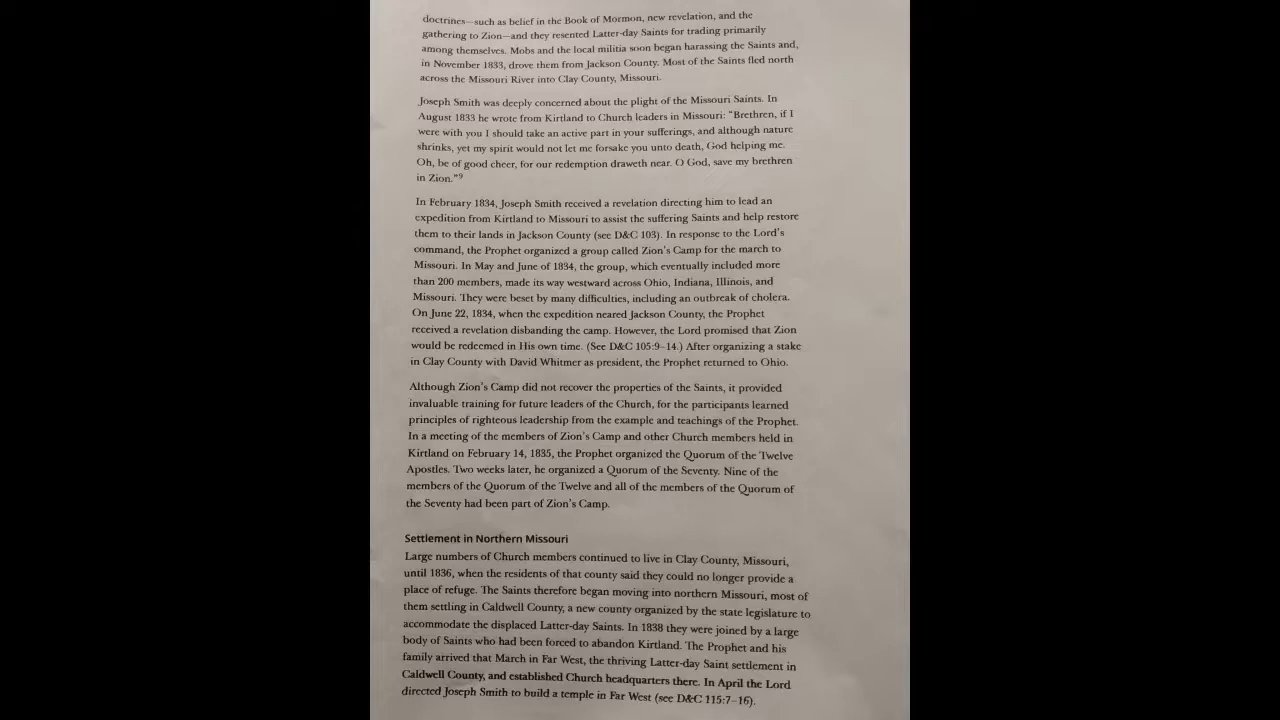 doctrines—such as belief in the Book of Mormon, new revelation, and the
gathering to Zion—and they resented Latter-day Saints for trading primarily
among themselves. Mobs and the local militia soon began harassing the Saints and,
in November 1833, drove them from Jackson County. Most of the Saints fled north
across the Missouri River into Clay County, Missouri.
Joseph Smith was deeply concerned about the plight of the Missouri Saints. In
August 1833 he wrote from Kirtland to Church leaders in Missouri: "Brethren, if I
were with you I should take an active part in your sufferings, and although nature
shrinks, yet my spirit would not let me forsake you unto death, God helping me.
Oh, be of good cheer, for our redemption draweth near. O God, save my brethren
in Zion."9
In February 1834, Joseph Smith received a revelation directing him to lead an
expedition from Kirtland to Missouri to assist the suffering Saints and help restore
them to their lands in Jackson County (see D&C 103). In response to the Lord's
command, the Prophet organized a group called Zion's Camp for the march to
Missouri. In May and June of 1834, the group, which eventually included more
than 200 members, made its way westward across Ohio, Indiana, Illinois, and
Missouri. They were beset by many difficulties, including an outbreak of cholera.
On June 22, 1834, when the expedition neared Jackson County, the Prophet
received a revelation disbanding the camp. However, the Lord promised that Zion
would be redeemed in His own time. (See D&C 105:9–14.) After organizing a stake
in Clay County with David Whitmer as president, the Prophet returned to Ohio.
Although Zion's Camp did not recover the properties of the Saints, it provided
invaluable training for future leaders of the Church, for the participants learned
principles of righteous leadership from the example and teachings of the Prophet.
In a meeting of the members of Zion's Camp and other Church members held in
Kirtland on February 14, 1835, the Prophet organized the Quorum of the Twelve
Apostles. Two weeks later, he organized a Quorum of the Seventy. Nine of the
members of the Quorum of the Twelve and all of the members of the Quorum of
the Seventy had been part of Zion's Camp.
Settlement in Northern Missouri
Large numbers of Church members continued to live in Clay County, Missouri,
until 1836, when the residents of that county said they could no longer provide a
place of refuge. The Saints therefore began moving into northern Missouri, most of
them settling in Caldwell County, a new county organized by the state legislature to
accommodate the displaced Latter-day Saints. In 1838 they were joined by a large
body of Saints who had been forced to abandon Kirtland. The Prophet and his
family arrived that March in Far West, the thriving Latter-day Saint settlement in
Caldwell County, and established Church headquarters there. In April the Lord
directed Joseph Smith to build a temple in Far West (see D&C 115:7–16).